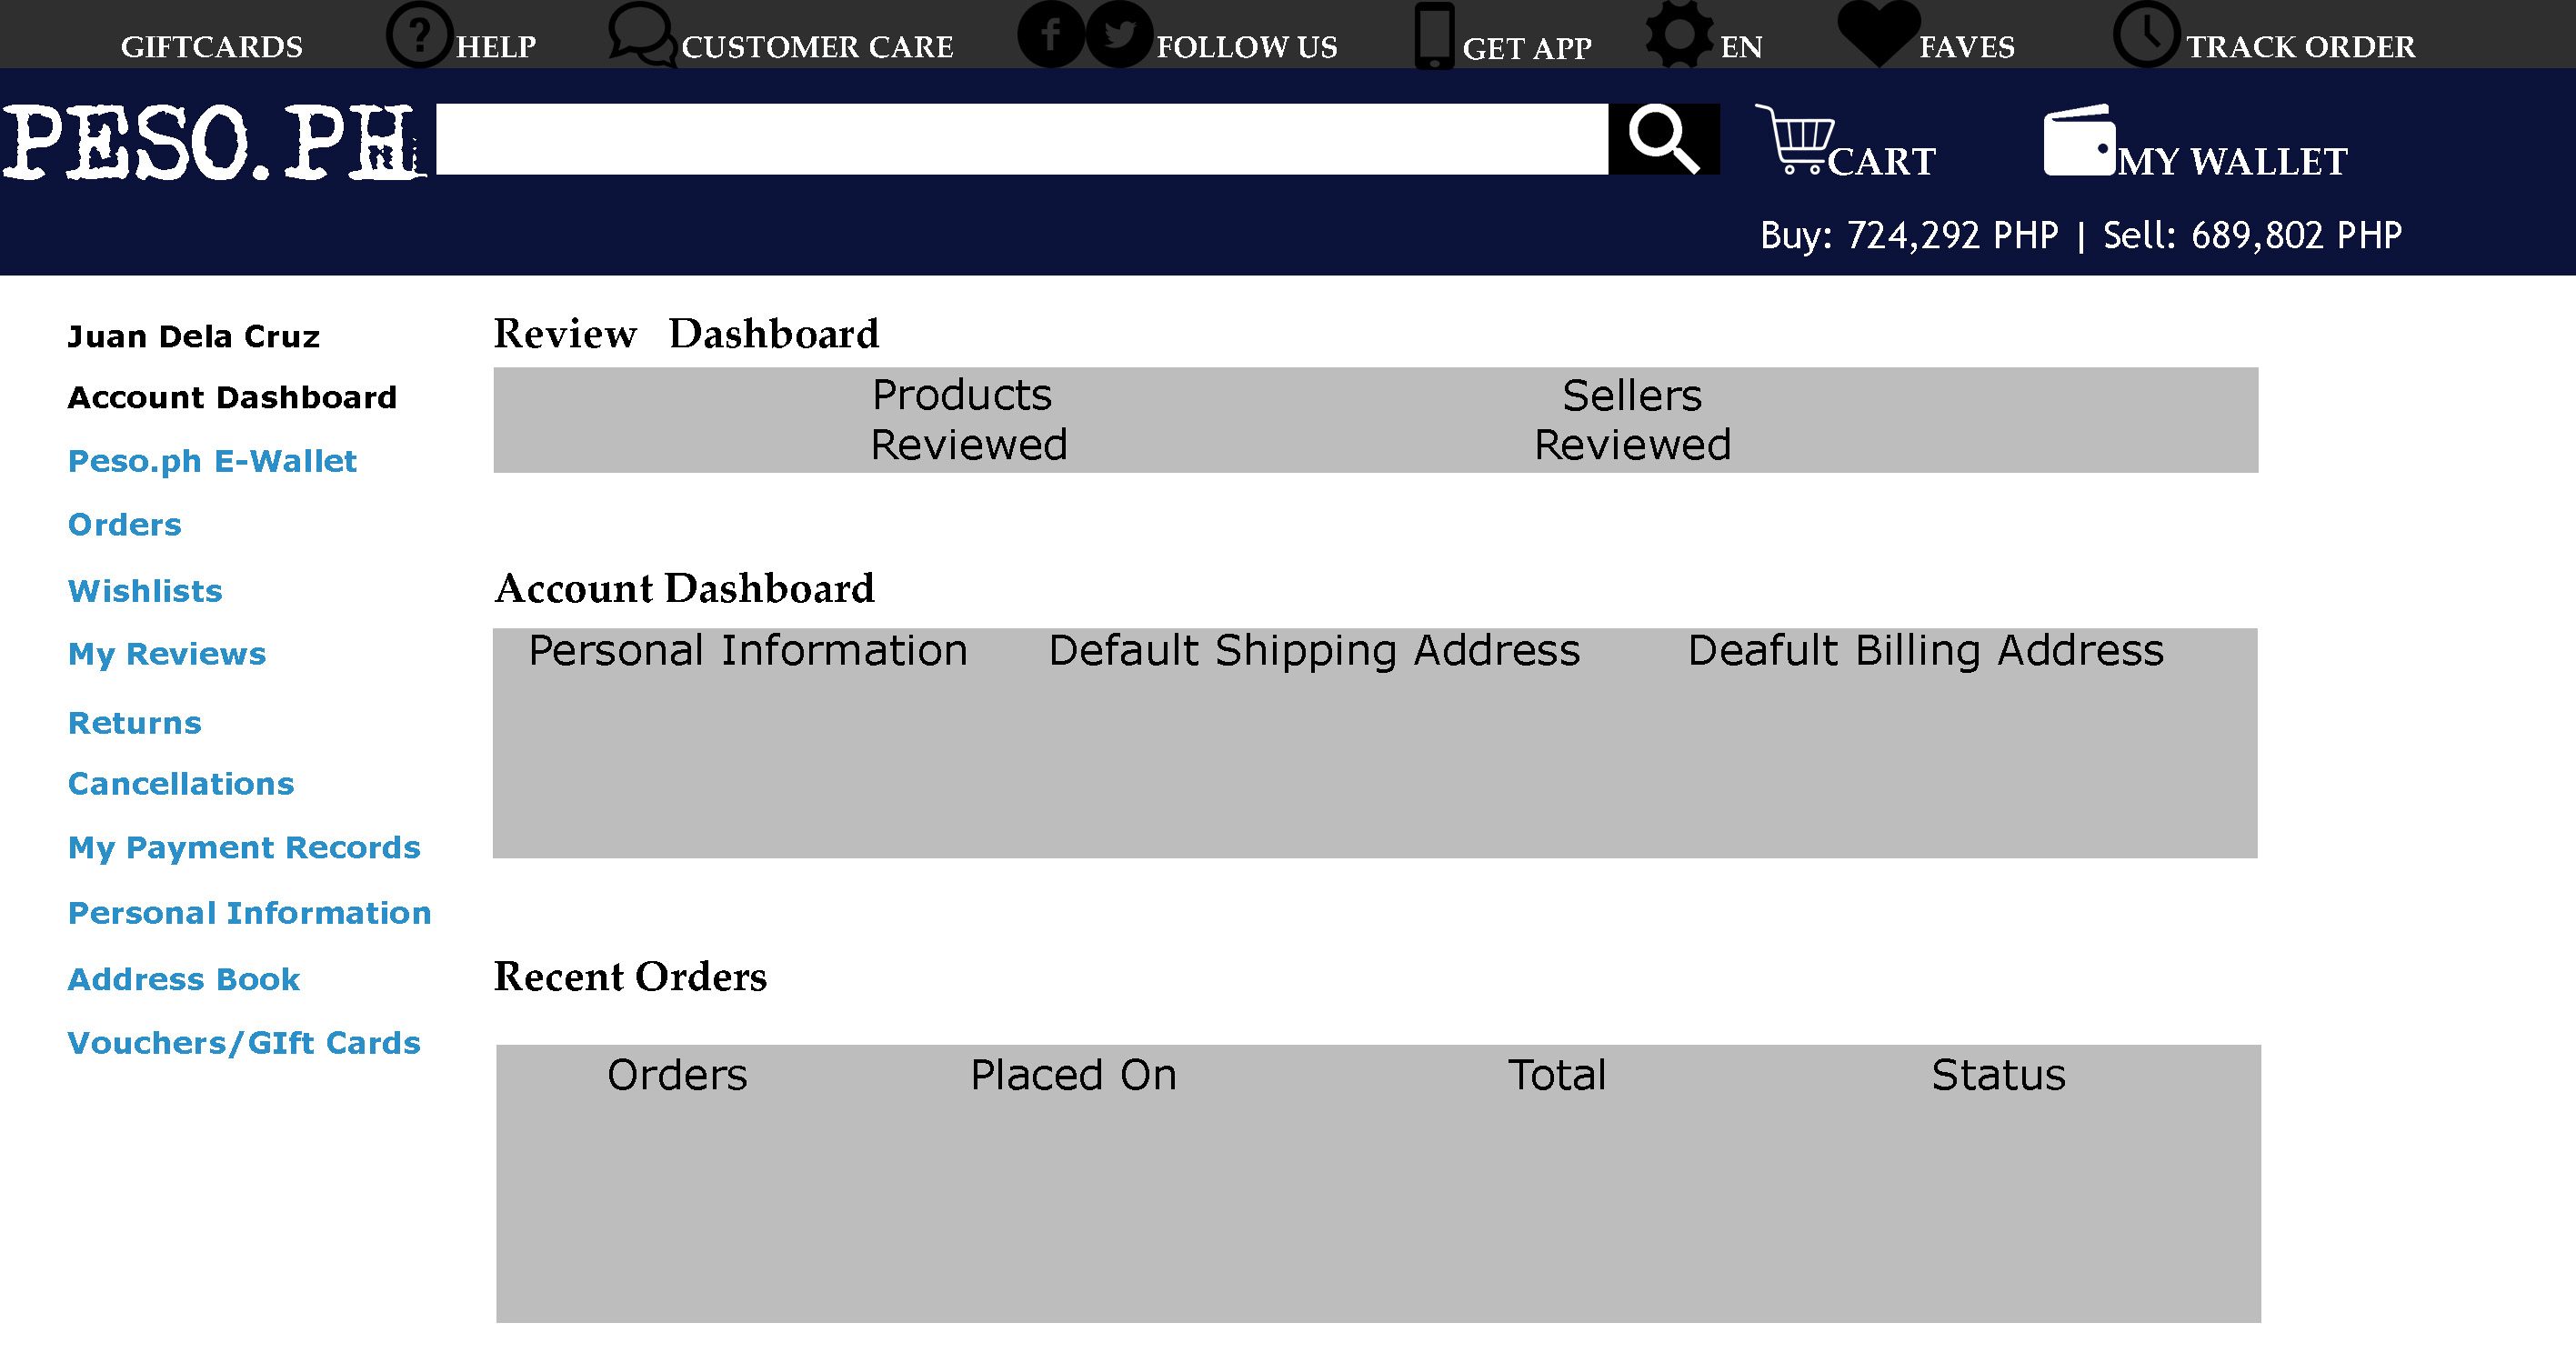 GIFTCARDS HELP CUSTOMER CARE FOLLOW US GET APP EN FAVES TRACK ORDER
PESO.PH CART MY WALLET
Buy: 724,292 PHP | Sell: 689,802 PHP
Juan Dela Cruz
Account Dashboard
Peso.ph E-Wallet
Orders
Wishlists
My Reviews
Returns
Cancellations
My Payment Records
Personal Information
Address Book
Vouchers/GIft Cards
Review Dashboard
Products Sellers
Reviewed Reviewed
Account Dashboard
Personal Information Default Shipping Address Deafult Billing Address
Recent Orders
Orders Placed On Total Status